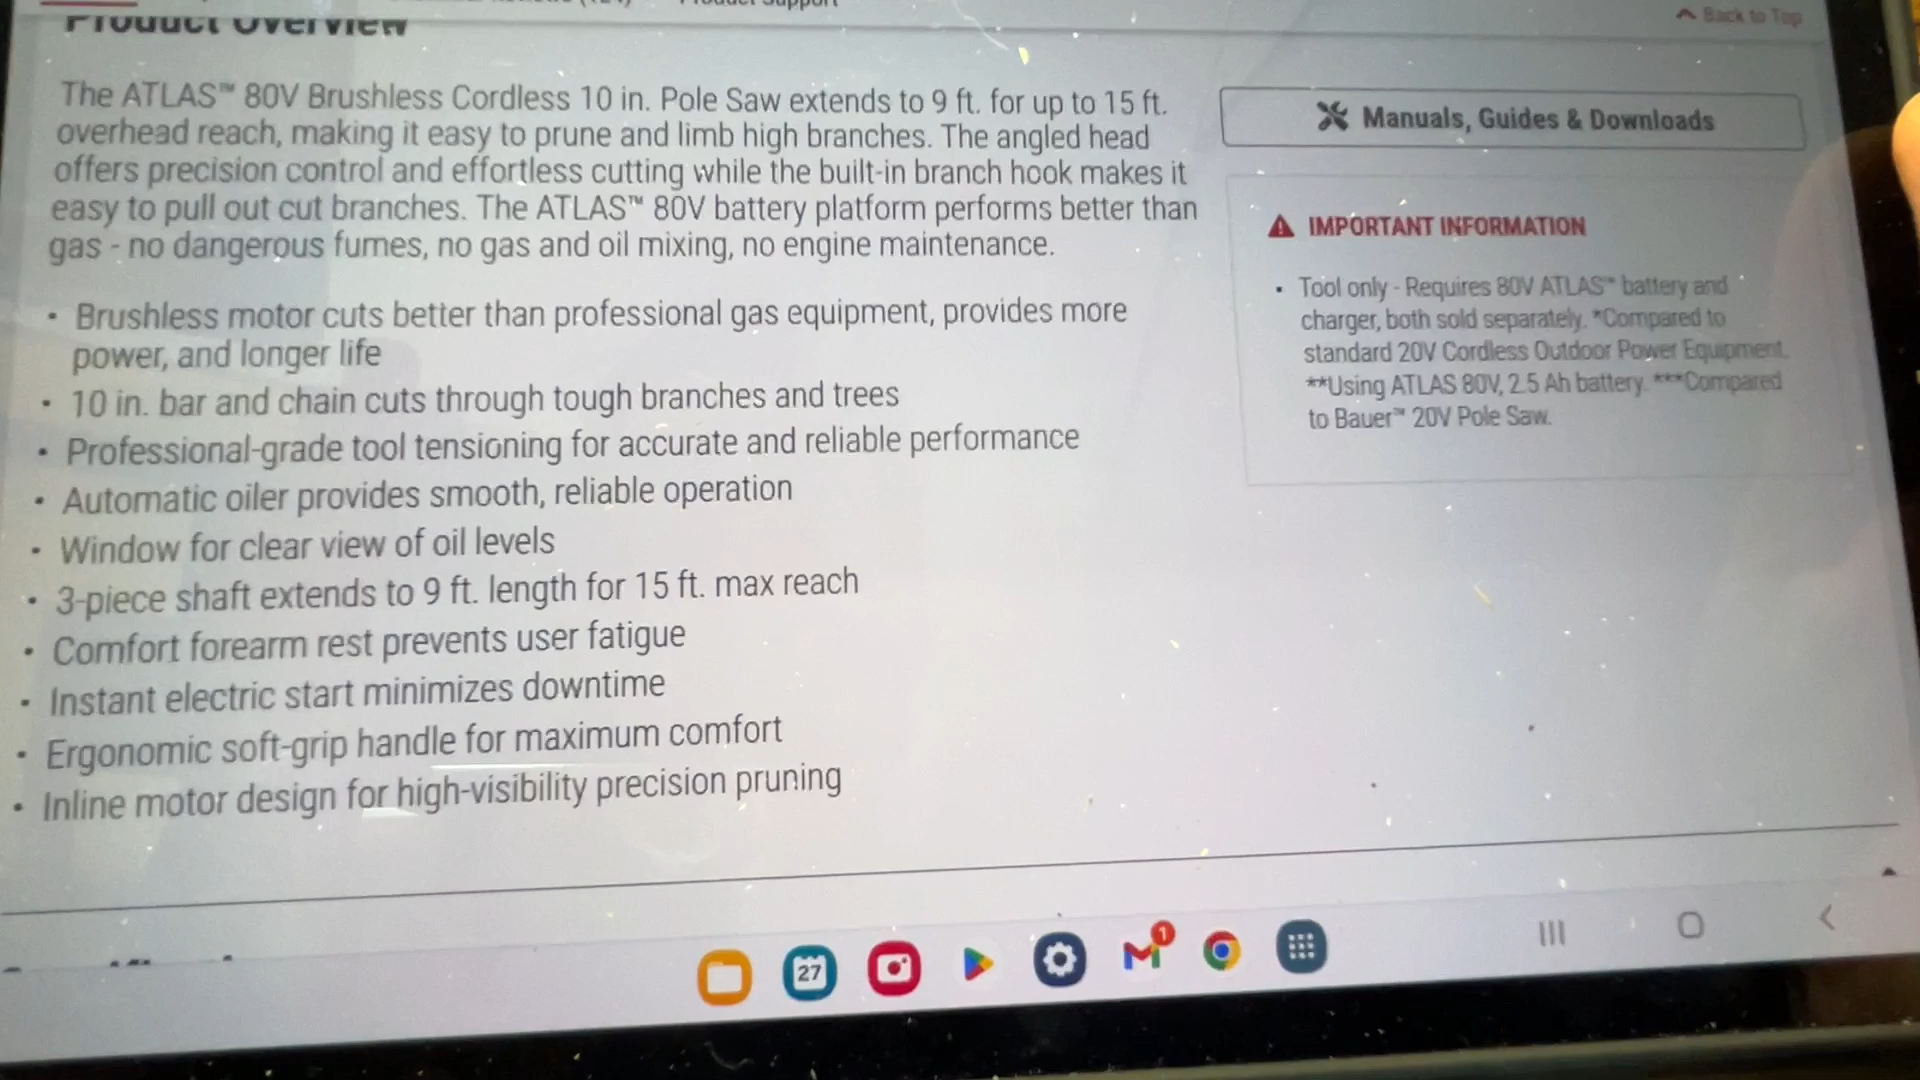 Product Support
Back to Top
Product Overview
The ATLAS™ 80V Brushless Cordless 10 in. Pole Saw extends to 9 ft. for up to 15 ft.
overhead reach, making it easy to prune and limb high branches. The angled head
offers precision control and effortless cutting while the built-in branch hook makes it
easy to pull out cut branches. The ATLAS™ 80V battery platform performs better than
gas - no dangerous fumes, no gas and oil mixing, no engine maintenance.
• Brushless motor cuts better than professional gas equipment, provides more
power, and longer life
• 10 in. bar and chain cuts through tough branches and trees
• Professional-grade tool tensioning for accurate and reliable performance
• Automatic oiler provides smooth, reliable operation
• Window for clear view of oil levels
• 3-piece shaft extends to 9 ft. length for 15 ft. max reach
• Comfort forearm rest prevents user fatigue
• Instant electric start minimizes downtime
• Ergonomic soft-grip handle for maximum comfort
• Inline motor design for high-visibility precision pruning
Manuals, Guides & Downloads
IMPORTANT INFORMATION
• Tool only - Requires 80V ATLAS™ battery and
charger, both sold separately. *Compared to
standard 20V Cordless Outdoor Power Equipment.
**Using ATLAS 80V, 2.5 Ah battery. ***Compared
to Bauer™ 20V Pole Saw.
27
1